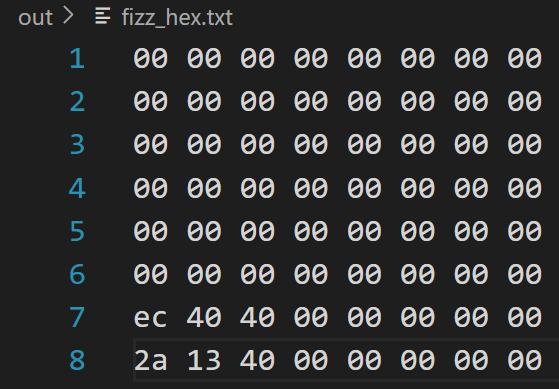 out > fizz_hex.txt
1 00 00 00 00 00 00 00 00
2 00 00 00 00 00 00 00 00
3 00 00 00 00 00 00 00 00
4 00 00 00 00 00 00 00 00
5 00 00 00 00 00 00 00 00
6 00 00 00 00 00 00 00 00
7 ec 40 40 00 00 00 00 00
8 2a 13 40 00 00 00 00 00